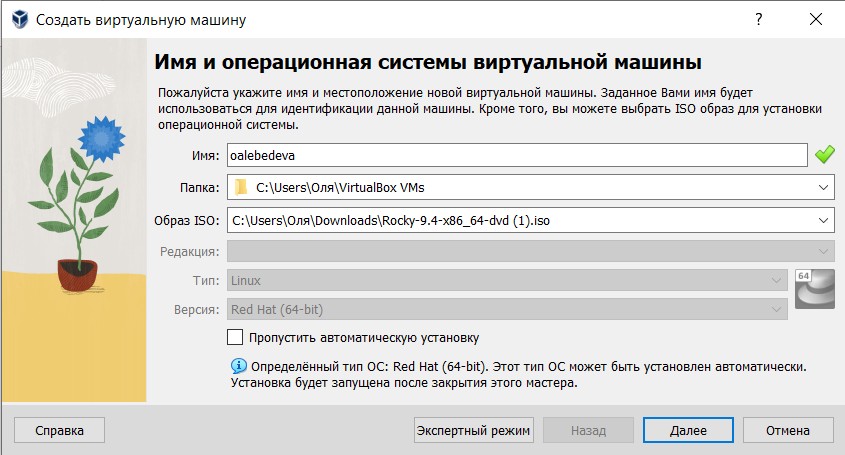 Создать виртуальную машину
?
Имя и операционная системы виртуальной машины
Пожалуйста укажите имя и местоположение новой виртуальной машины. Заданное Вами имя будет
использоваться для идентификации данной машины. Кроме того, вы можете выбрать ISO образ для установки
операционной системы.
Имя: oalebedeva
Папка: C:\Users\Оля\VirtualBox VMs
Образ ISO: C:\Users\Оля\Downloads\Rocky-9.4-x86_64-dvd (1).iso
Редакция:
Тип: Linux
64
Версия: Red Hat (64-bit)
Пропустить автоматическую установку
Определённый тип ОС: Red Hat (64-bit). Этот тип ОС может быть установлен автоматически.
Установка будет запущена после закрытия этого мастера.
Справка Экспертный режим Назад Далее Отмена